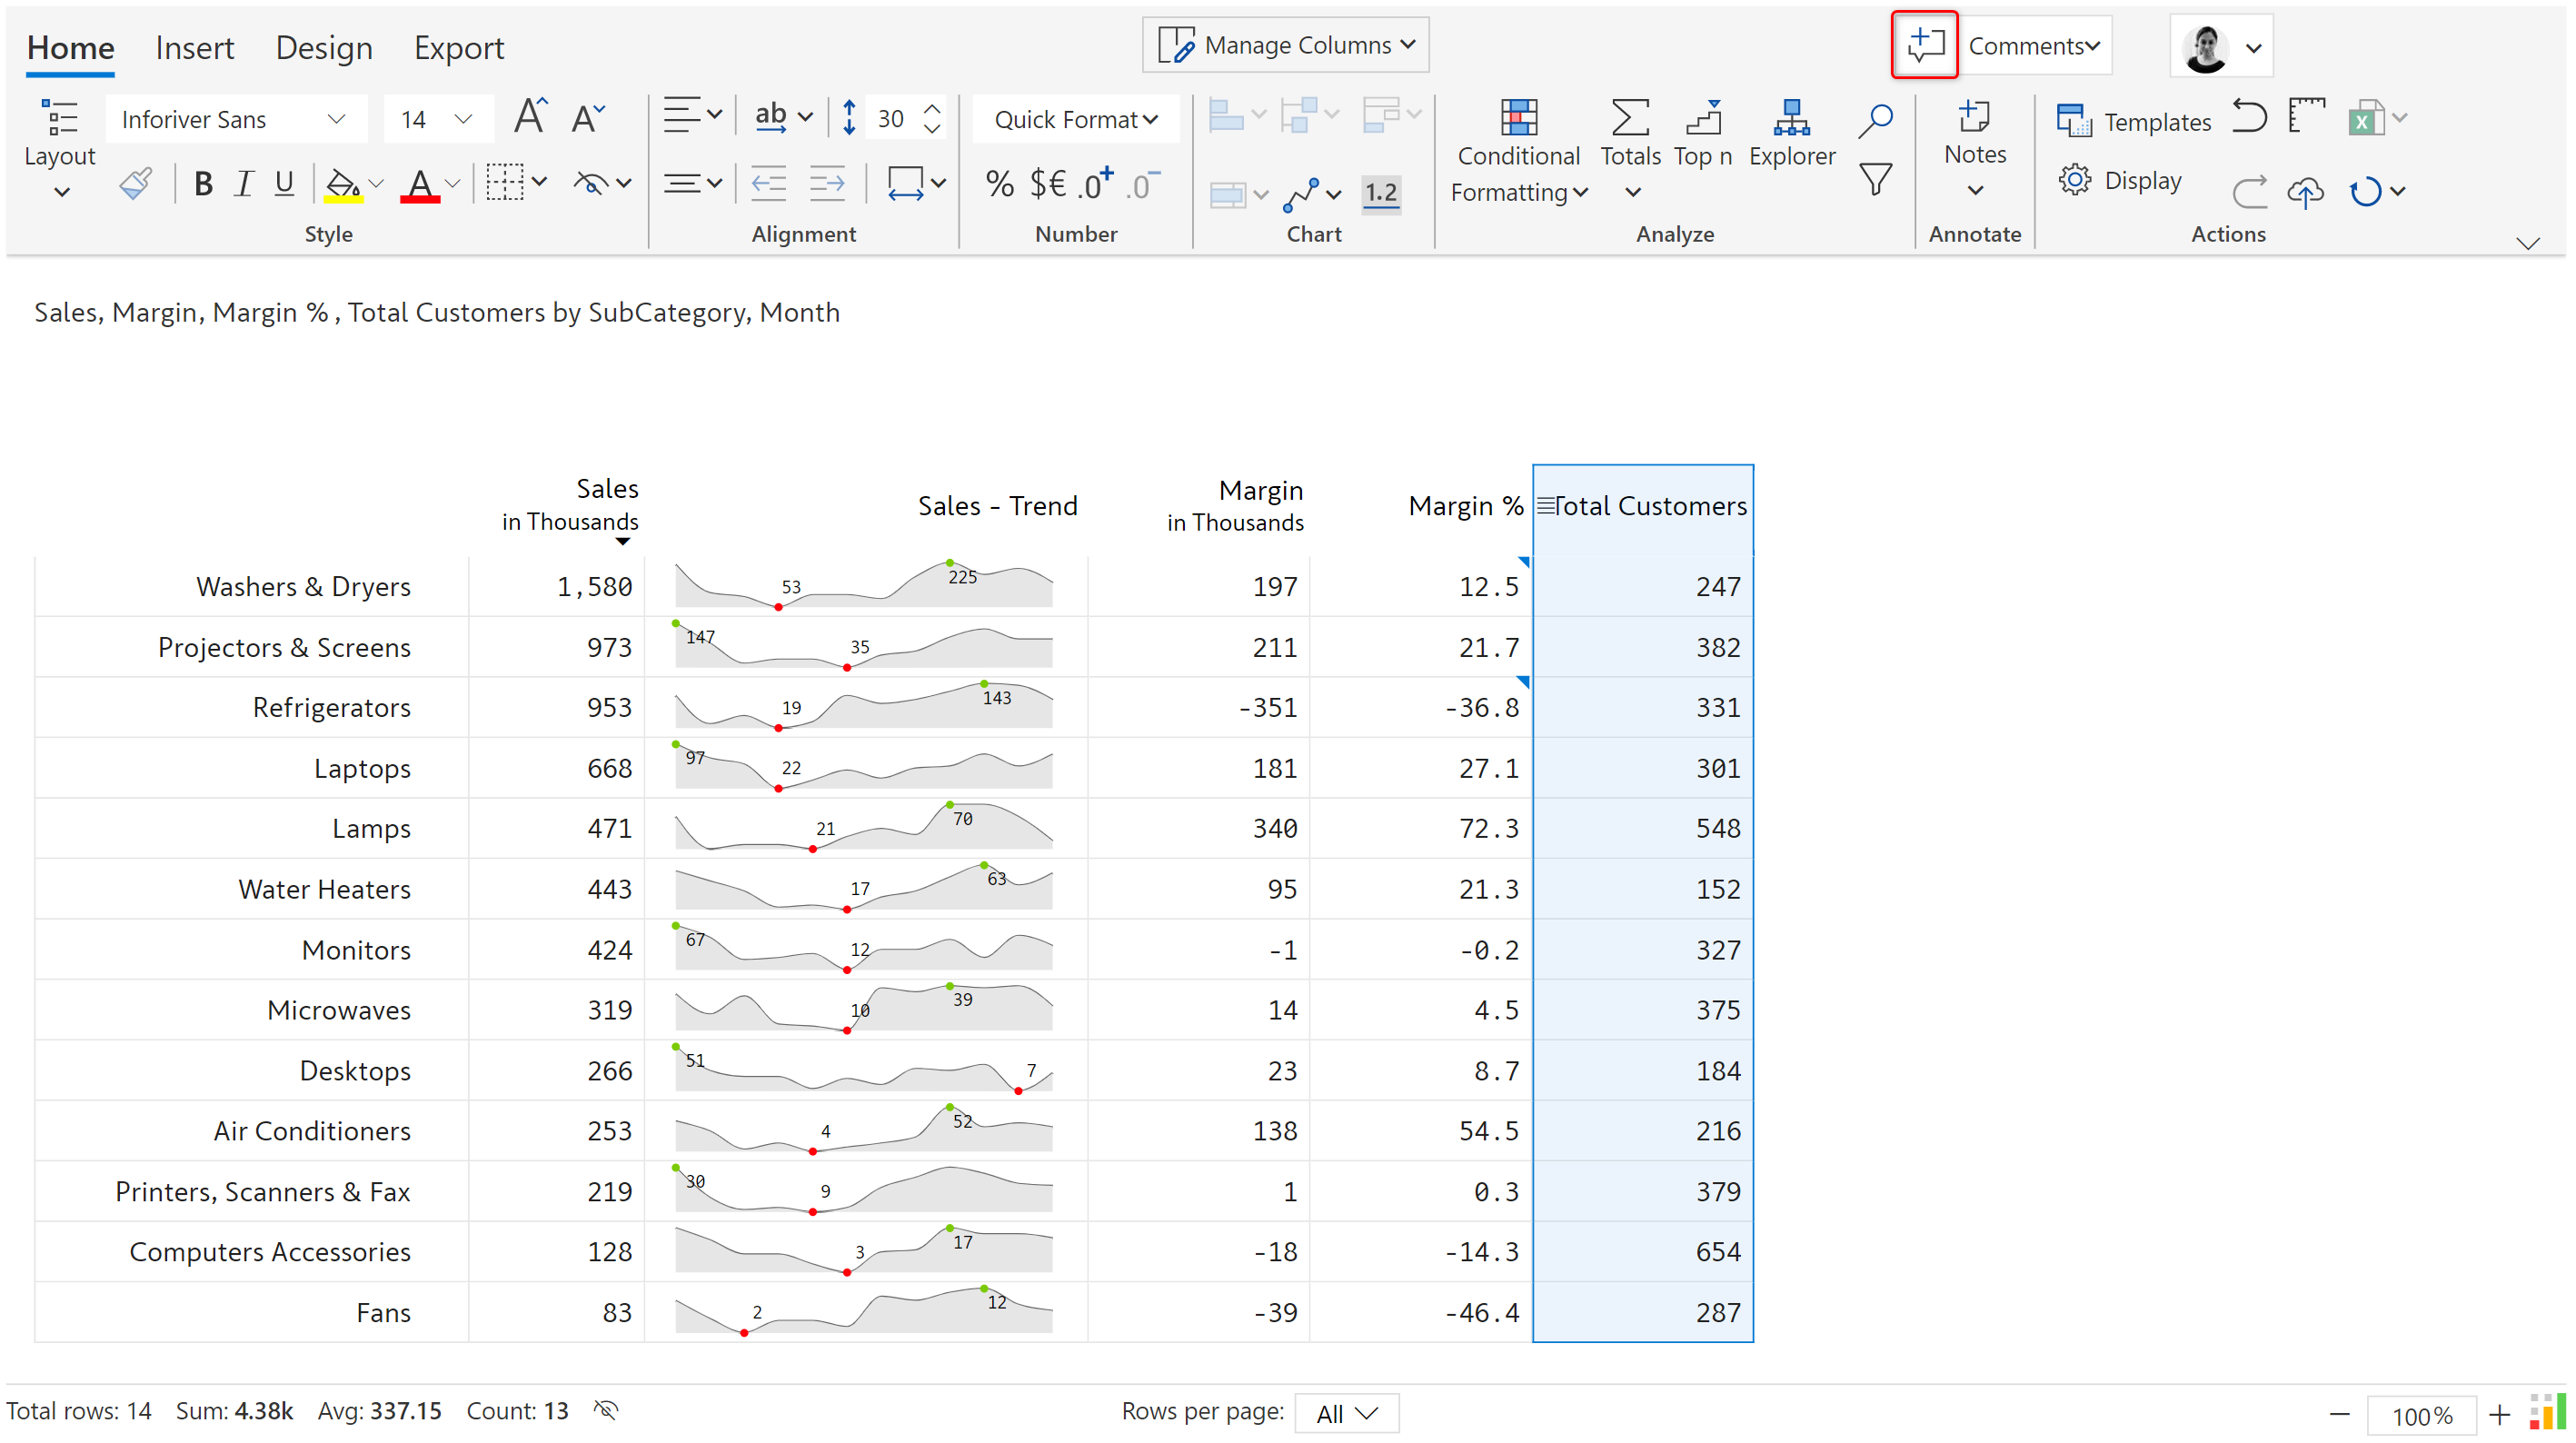 Home Insert Design Export Manage Columns Comments
Inforiver Sans 14 A A ab 30 Quick Format
Layout Conditional Formatting Totals Top n Explorer Notes Templates
B I U A % $€ .0+ .0- 1.2 Display
Style Alignment Number Chart Analyze Annotate Actions
Sales, Margin, Margin % , Total Customers by SubCategory, Month
Sales in Thousands Sales - Trend Margin in Thousands Margin % Total Customers
Washers & Dryers 1,580 53 225 197 12.5 247
Projectors & Screens 973 147 35 211 21.7 382
Refrigerators 953 19 143 -351 -36.8 331
Laptops 668 97 22 181 27.1 301
Lamps 471 21 70 340 72.3 548
Water Heaters 443 17 63 95 21.3 152
Monitors 424 67 12 -1 -0.2 327
Microwaves 319 10 39 14 4.5 375
Desktops 266 51 7 23 8.7 184
Air Conditioners 253 4 52 138 54.5 216
Printers, Scanners & Fax 219 30 9 1 0.3 379
Computers Accessories 128 3 17 -18 -14.3 654
Fans 83 2 12 -39 -46.4 287
Total rows: 14 Sum: 4.38k Avg: 337.15 Count: 13 Rows per page: All 100%